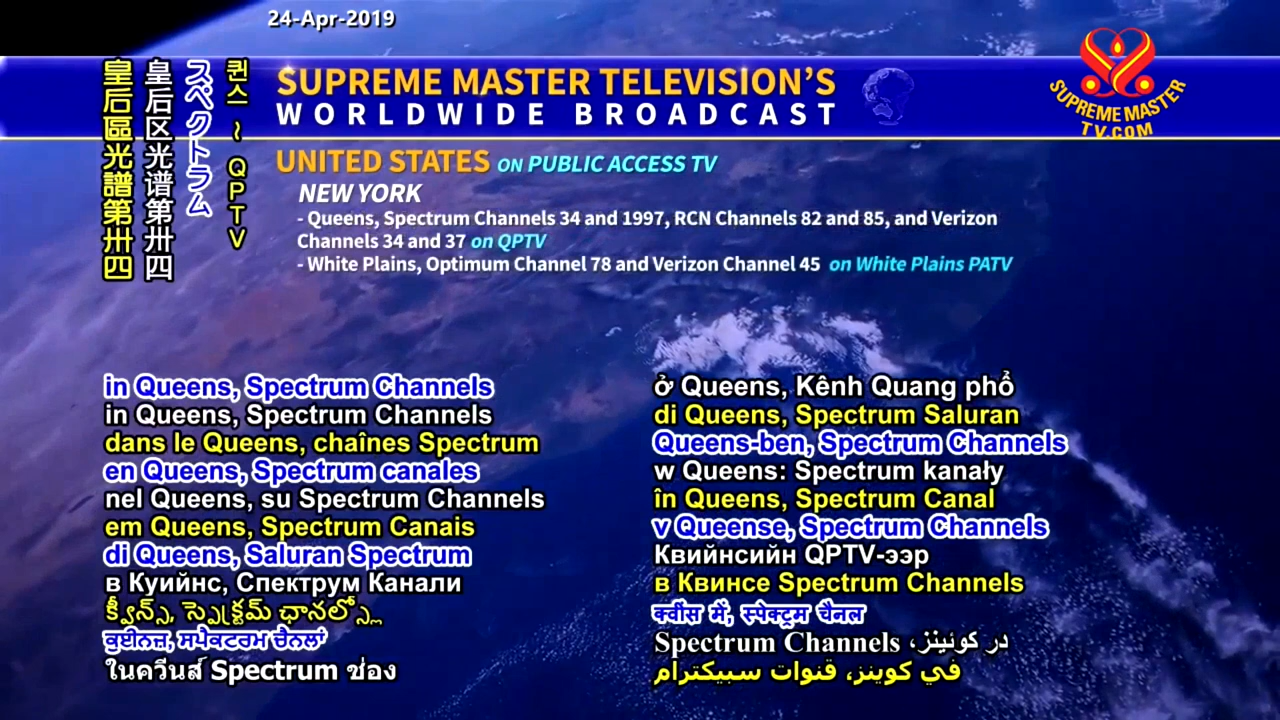 24-Apr-2019
SUPREME MASTER TELEVISION'S
WORLDWIDE BROADCAST
SUPREME MASTER
TV.COM
皇后區光譜第卅四
皇后区光谱第卅四
スペクトラム
퀸스 ~ QPTV
UNITED STATES ON PUBLIC ACCESS TV
NEW YORK
- Queens, Spectrum Channels 34 and 1997, RCN Channels 82 and 85, and Verizon
Channels 34 and 37 on QPTV
- White Plains, Optimum Channel 78 and Verizon Channel 45 on White Plains PATV
in Queens, Spectrum Channels
in Queens, Spectrum Channels
dans le Queens, chaînes Spectrum
en Queens, Spectrum canales
nel Queens, su Spectrum Channels
em Queens, Spectrum Canais
di Queens, Saluran Spectrum
в Куийнс, Спектрум Канали
క్వీన్స్, స్పెక్ట్రమ్ ఛానల్స్లో
ਕੁਈਨਜ਼, ਸਪੈਕਟਰਮ ਚੈਨਲਾਂ
ในควีนส์ Spectrum ช่อง
ở Queens, Kênh Quang phổ
di Queens, Spectrum Saluran
Queens-ben, Spectrum Channels
w Queens: Spectrum kanały
în Queens, Spectrum Canal
v Queense, Spectrum Channels
Квийнсийн QPTV-ээр
в Квинсе Spectrum Channels
क्वींस में, स्पेक्ट्रम चैनल
در كوئينز، Spectrum Channels
في كوينز، قنوات سبيكترام